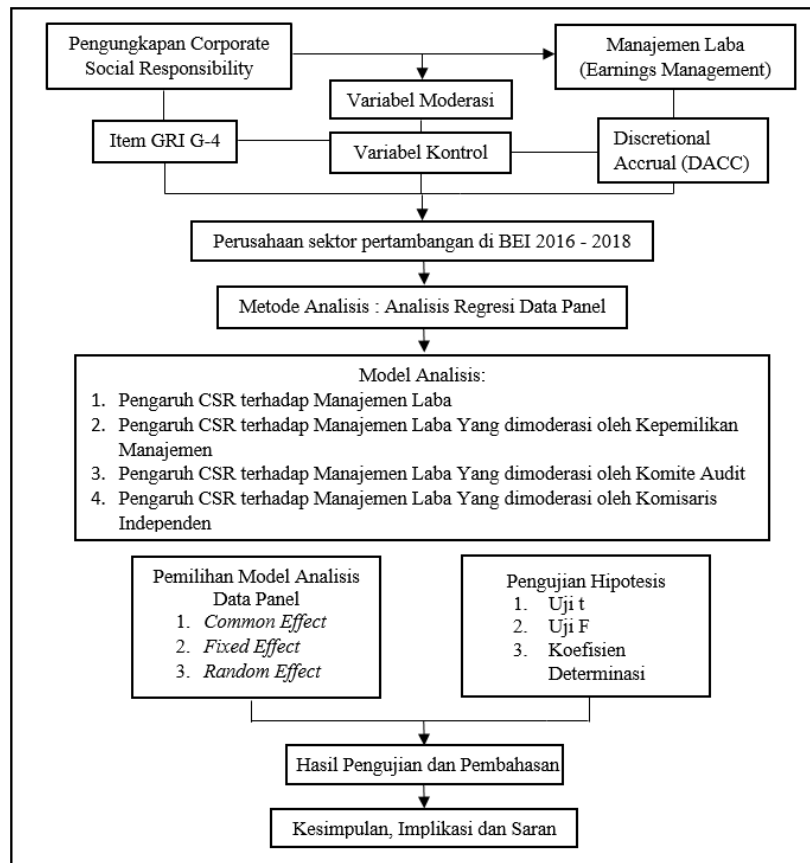 Pengungkapan Corporate
Social Responsibility
Manajemen Laba
(Earnings Management)
Variabel Moderasi
Item GRI G-4
Variabel Kontrol
Discretional
Accrual (DACC)
Perusahaan sektor pertambangan di BEI 2016 - 2018
Metode Analisis : Analisis Regresi Data Panel
Model Analisis:
1. Pengaruh CSR terhadap Manajemen Laba
2. Pengaruh CSR terhadap Manajemen Laba Yang dimoderasi oleh Kepemilikan
Manajemen
3. Pengaruh CSR terhadap Manajemen Laba Yang dimoderasi oleh Komite Audit
4. Pengaruh CSR terhadap Manajemen Laba Yang dimoderasi oleh Komisaris
Independen
Pemilihan Model Analisis
Data Panel
1. Common Effect
2. Fixed Effect
3. Random Effect
Pengujian Hipotesis
1. Uji t
2. Uji F
3. Koefisien
Determinasi
Hasil Pengujian dan Pembahasan
Kesimpulan, Implikasi dan Saran